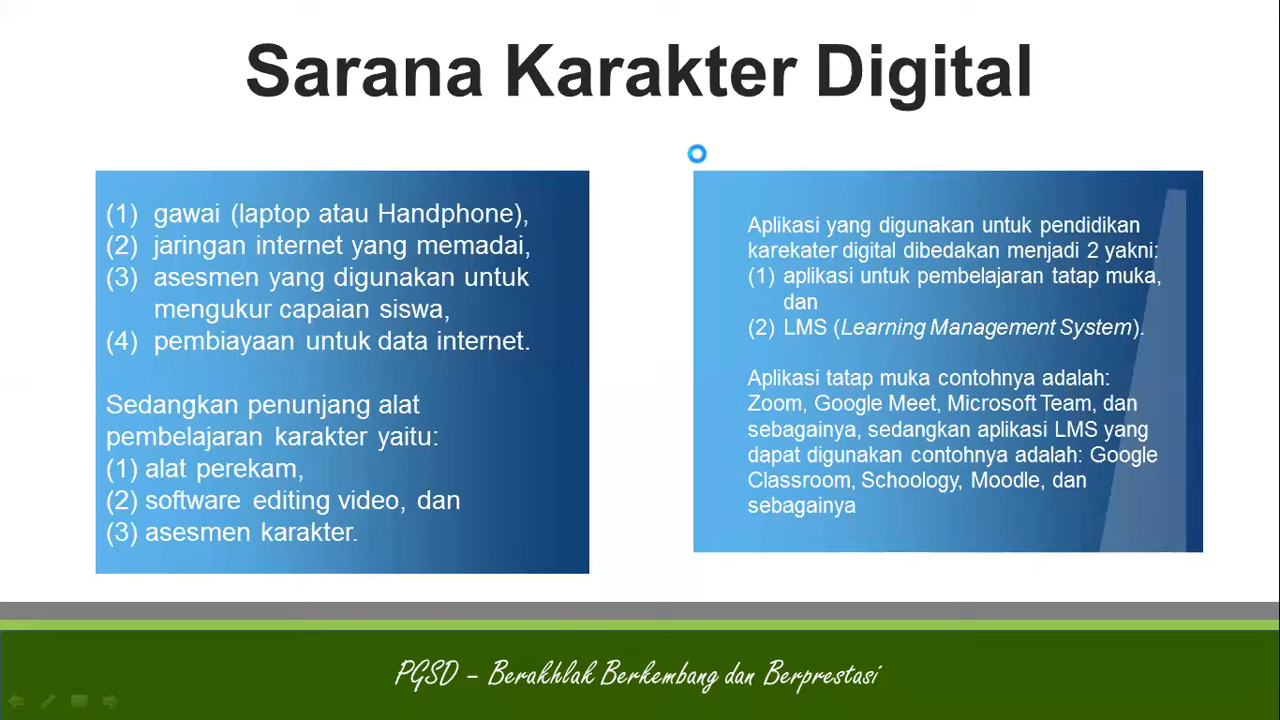 Sarana Karakter Digital
(1) gawai (laptop atau Handphone),
(2) jaringan internet yang memadai,
(3) asesmen yang digunakan untuk
mengukur capaian siswa,
(4) pembiayaan untuk data internet.
Sedangkan penunjang alat
pembelajaran karakter yaitu:
(1) alat perekam,
(2) software editing video, dan
(3) asesmen karakter.
Aplikasi yang digunakan untuk pendidikan
karekater digital dibedakan menjadi 2 yakni:
(1) aplikasi untuk pembelajaran tatap muka,
dan
(2) LMS (Learning Management System).
Aplikasi tatap muka contohnya adalah:
Zoom, Google Meet, Microsoft Team, dan
sebagainya, sedangkan aplikasi LMS yang
dapat digunakan contohnya adalah: Google
Classroom, Schoology, Moodle, dan
sebagainya
PGSD – Berakhlak Berkembang dan Berprestasi